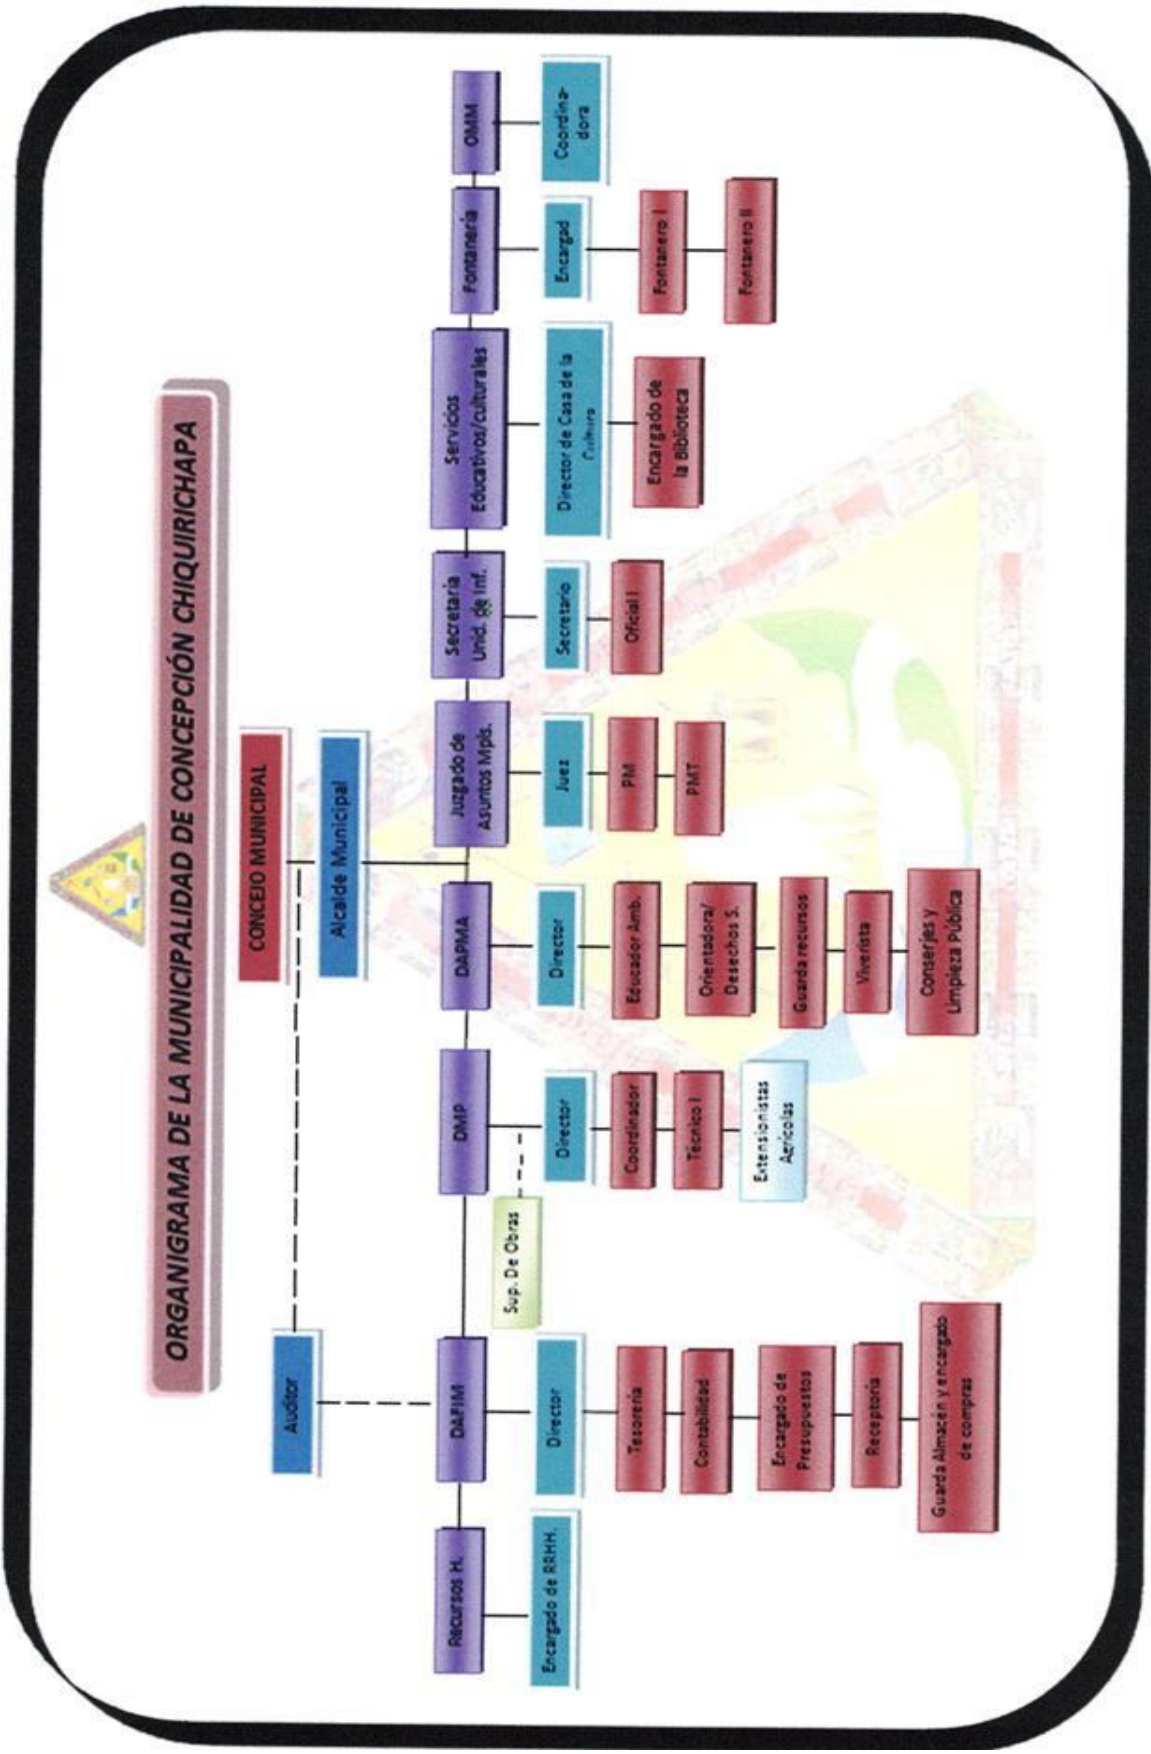 ORGANIGRAMA DE LA MUNICIPALIDAD DE CONCEPCIÓN CHIQUIRICHAPA
CONCEJO MUNICIPAL
Auditor
Alcalde Municipal
Recursos H.
DAFIM
DMP
DAPMA
Juzgado de
Asuntos Mpls.
Secretaria
Unid. de Inf.
Servicios
Educativos/culturales
Fontanería
OMM
Sup. De Obras
Encargado de RRHH.
Director
Director
Director
Juez
Secretario
Director de Casa de la
Cultura
Encargad
Coordina-
dora
Tesorería
Contabilidad
Encargado de
Presupuestos
Receptoria
Guarda Almacén y encargado
de compras
Coordinador
Técnico I
Extensionistas
Agrícolas
Educador Amb.
Orientadora/
Desechos S.
Guarda recursos
Viverista
Conserjes y
Limpieza Pública
PM
PMT
Oficial I
Encargado de
la Biblioteca
Fontanero I
Fontanero II